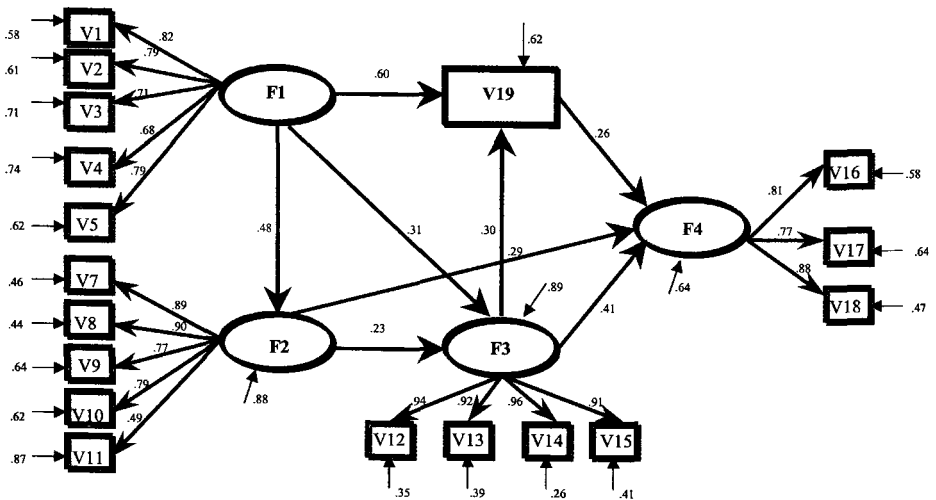 .58 V1 .82
.61 V2 .79
.71 V3 .71
.74 V4 .68
.62 V5 .79
F1
.60
V19
.62
.26
.48
.31
.30
.29
F4
.64
.41
.81 V16 .58
.77 V17 .64
.88 V18 .47
.46 V7 .89
.44 V8 .90
.64 V9 .77
.62 V10 .79
.87 V11 .49
F2
.88
.23
F3
.89
.94 .92 .96 .91
V12 V13 V14 V15
.35 .39 .26 .41